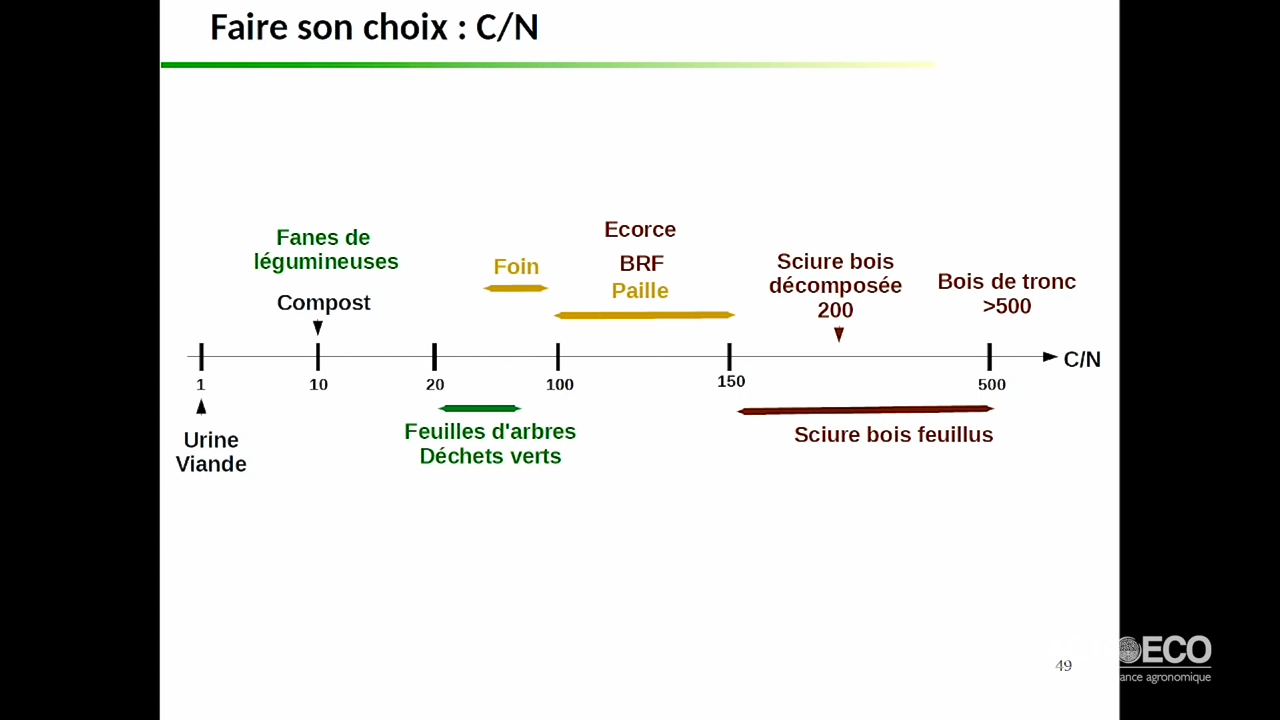 Faire son choix : C/N
Fanes de
légumineuses
Compost
Foin
Ecorce
BRF
Paille
Sciure bois
décomposée
200
Bois de tronc
>500
C/N
1
10
20
100
150
500
Urine
Viande
Feuilles d'arbres
Déchets verts
Sciure bois feuillus
49
ECO
ance agronomique